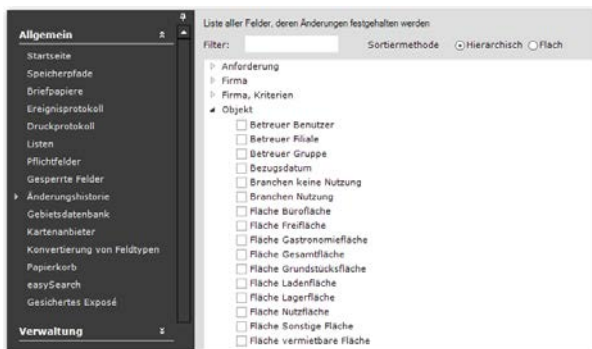 Allgemein
Startseite
Speicherpfade
Briefpapiere
Ereignisprotokoll
Druckprotokoll
Listen
Pflichtfelder
Gesperrte Felder
Änderungshistorie
Gebietsdatenbank
Kartenanbieter
Konvertierung von Feldtypen
Papierkorb
easySearch
Gesichertes Exposé
Verwaltung
Liste aller Felder, deren Änderungen festgehalten werden
Filter: Sortiermethode Hierarchisch Flach
Anforderung
Firma
Firma, Kriterien
Objekt
Betreuer Benutzer
Betreuer Filiale
Betreuer Gruppe
Bezugsdatum
Branchen keine Nutzung
Branchen Nutzung
Fläche Bürofläche
Fläche Freifläche
Fläche Gastronomiefläche
Fläche Gesamtfläche
Fläche Grundstücksfläche
Fläche Ladenfläche
Fläche Lagerfläche
Fläche Nutzfläche
Fläche Sonstige Fläche
Fläche vermietbare Fläche